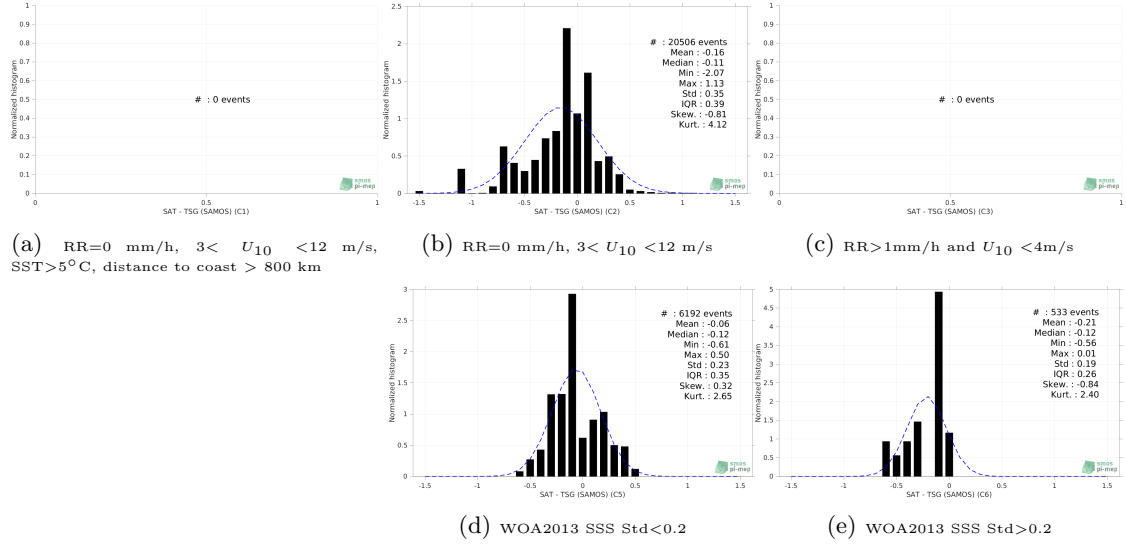 1
0.9
0.8
0.7
0.6
0.5
0.4
0.3
0.2
0.1
0
Normalized histogram
# : 0 events
smos
pi-mep
0 0.5 1
SAT - TSG (SAMOS) (C1)
(a) RR=0 mm/h, 3< U10 <12 m/s,
SST>5°C, distance to coast > 800 km
2.5
2
1.5
1
0.5
0
Normalized histogram
# : 20506 events
Mean : -0.16
Median : -0.11
Min : -2.07
Max : 1.13
Std : 0.35
IQR : 0.39
Skew. : -0.81
Kurt. : 4.12
smos
pi-mep
-1.5 -1 -0.5 0 0.5 1 1.5
SAT - TSG (SAMOS) (C2)
(b) RR=0 mm/h, 3< U10 <12 m/s
1
0.9
0.8
0.7
0.6
0.5
0.4
0.3
0.2
0.1
0
Normalized histogram
# : 0 events
smos
pi-mep
0 0.5 1
SAT - TSG (SAMOS) (C3)
(c) RR>1mm/h and U10 <4m/s
3
2.5
2
1.5
1
0.5
0
Normalized histogram
# : 6192 events
Mean : -0.06
Median : -0.12
Min : -0.61
Max : 0.50
Std : 0.23
IQR : 0.35
Skew. : 0.32
Kurt. : 2.65
smos
pi-mep
-1.5 -1 -0.5 0 0.5 1 1.5
SAT - TSG (SAMOS) (C5)
(d) WOA2013 SSS Std<0.2
5
4.5
4
3.5
3
2.5
2
1.5
1
0.5
0
Normalized histogram
# : 533 events
Mean : -0.21
Median : -0.12
Min : -0.56
Max : 0.01
Std : 0.19
IQR : 0.26
Skew. : -0.84
Kurt. : 2.40
smos
pi-mep
-1.5 -1 -0.5 0 0.5 1 1.5
SAT - TSG (SAMOS) (C6)
(e) WOA2013 SSS Std>0.2